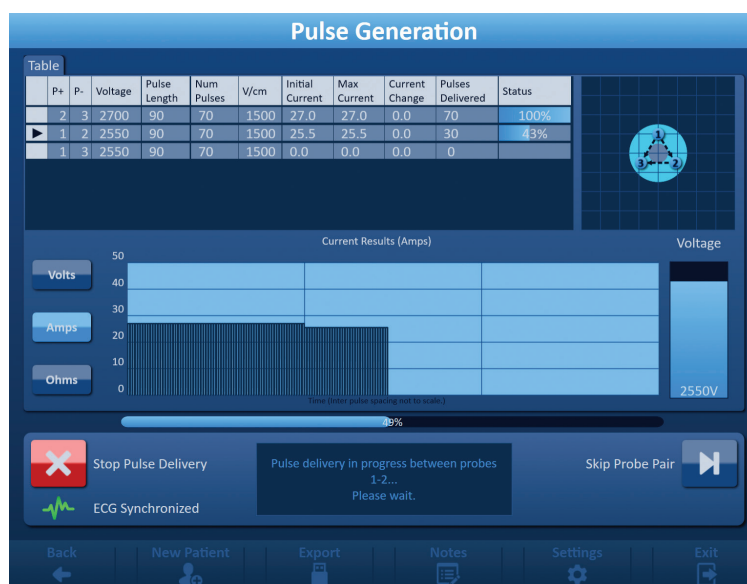 Pulse Generation
Table
P+ P- Voltage Pulse Length Num Pulses V/cm Initial Current Max Current Current Change Pulses Delivered Status
2 3 2700 90 70 1500 27.0 27.0 0.0 70 100%
1 2 2550 90 70 1500 25.5 25.5 0.0 30 43%
1 3 2550 90 70 1500 0.0 0.0 0.0 0
1
3 2
Current Results (Amps)
Voltage
Volts
Amps
Ohms
50
40
30
20
10
0
2550V
Time (Inter pulse spacing not to scale.)
49%
Stop Pulse Delivery
Pulse delivery in progress between probes
1-2...
Please wait.
Skip Probe Pair
ECG Synchronized
Back New Patient Export Notes Settings Exit